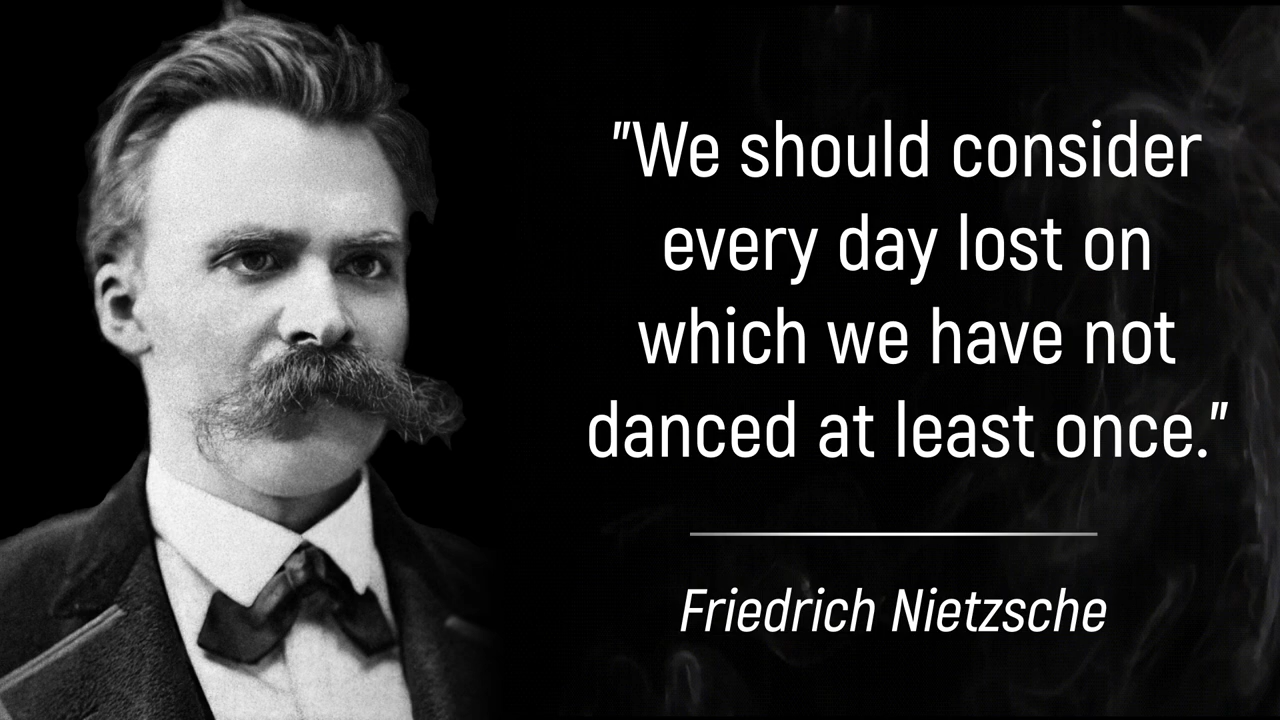 "We should consider
every day lost on
which we have not
danced at least once."
Friedrich Nietzsche